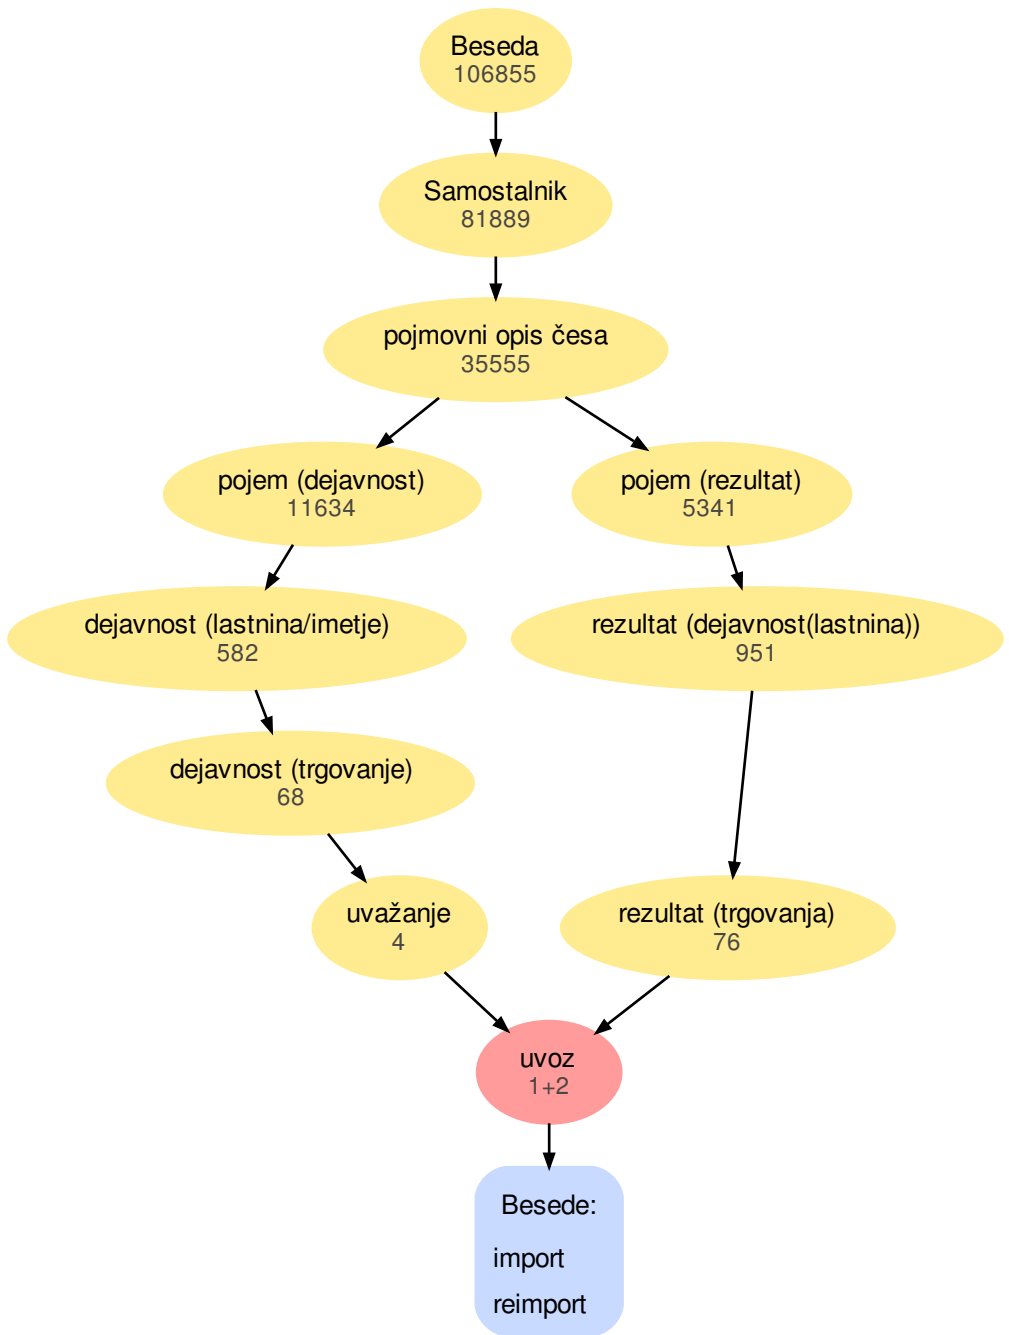 Beseda
106855
Samostalnik
81889
pojmovni opis česa
35555
pojem (dejavnost)
11634
pojem (rezultat)
5341
dejavnost (lastnina/imetje)
582
rezultat (dejavnost(lastnina))
951
dejavnost (trgovanje)
68
uvažanje
4
rezultat (trgovanja)
76
uvoz
1+2
Besede:
import
reimport